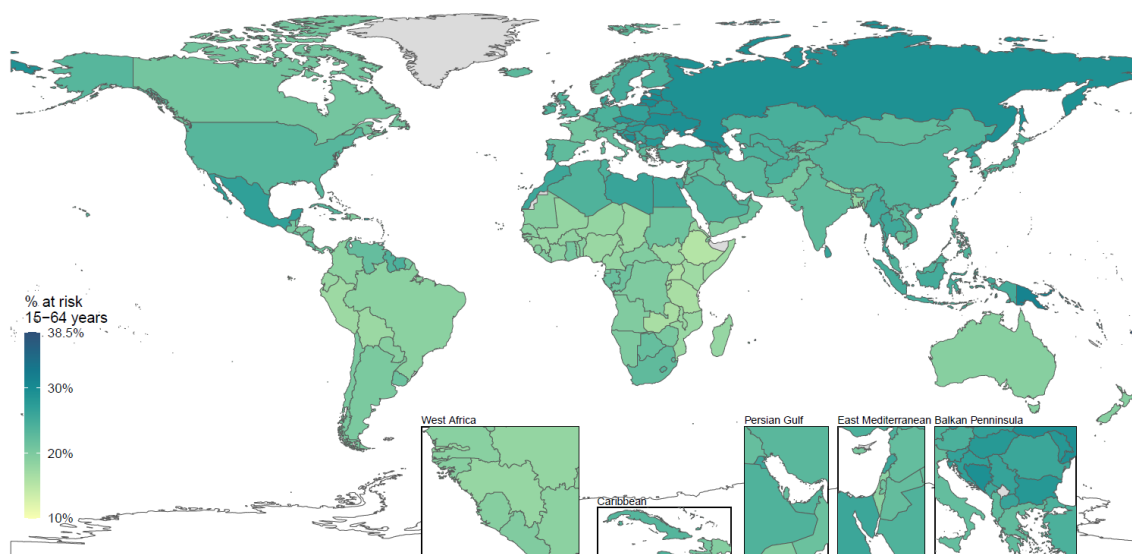 % at risk
15−64 years
38.5%
30%
20%
10%
West Africa
Caribbean
Persian Gulf
East Mediterranean
Balkan Penninsula